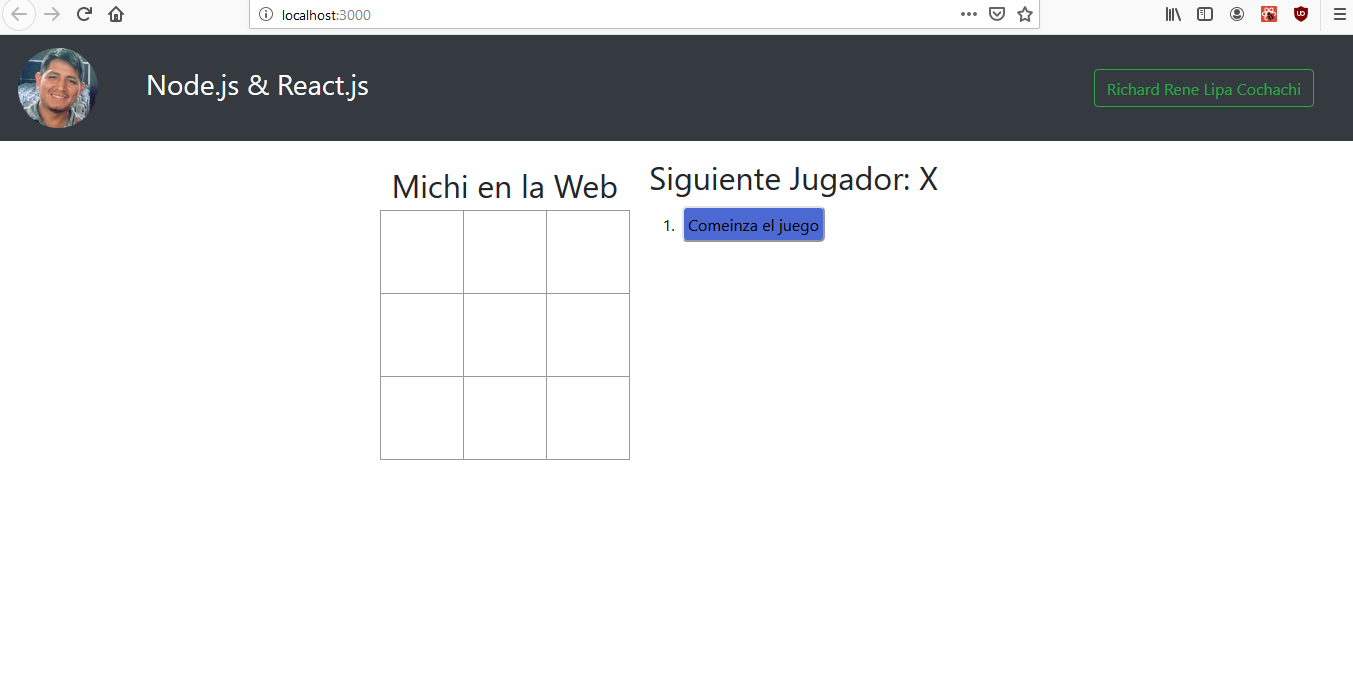 localhost:3000
Node.js & React.js
Richard Rene Lipa Cochachi
Michi en la Web
Siguiente Jugador: X
1. Comeinza el juego